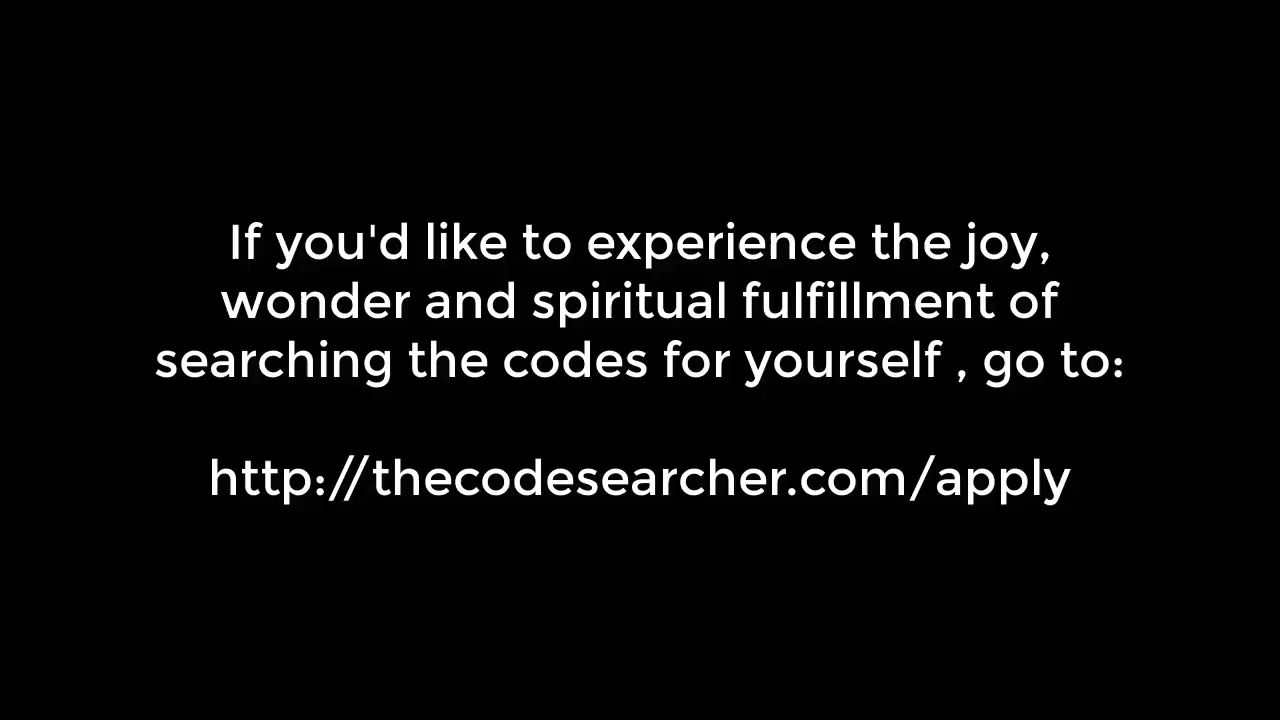 If you'd like to experience the joy,
wonder and spiritual fulfillment of
searching the codes for yourself , go to:
http://thecodesearcher.com/apply